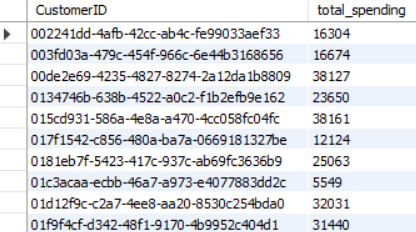 CustomerID total_spending
002241dd-4afb-42cc-ab4c-fe99033aef33 16304
003fd03a-479c-454f-966c-6e44b3168656 16674
00de2e69-4235-4827-8274-2a12da1b8809 38127
0134746b-638b-4522-a0c2-f1b2efb9e162 23650
015cd931-586a-4e8a-a470-4cc058fc04fc 38161
017f1542-c856-480a-ba7a-0669181327be 12124
0181eb7f-5423-417c-937c-ab69fc3636b9 25063
01c3acaa-ecbb-46a7-a973-e4077883dd2c 5549
01d12f9c-c2a7-4ee8-aa20-8530c254bda0 32031
01f9f4cf-d342-48f1-9170-4b9952c404d1 31440